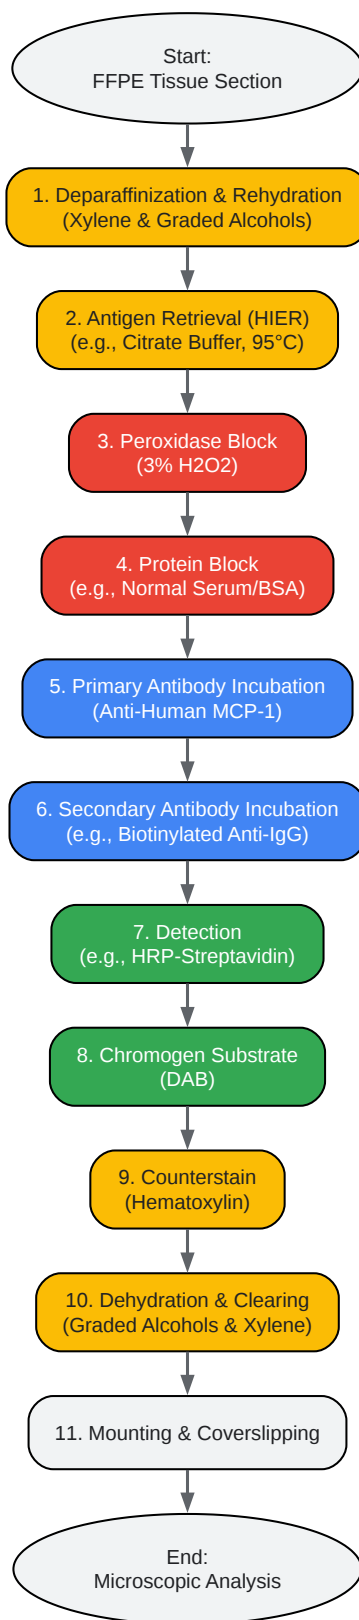 Start:
FFPE Tissue Section
1. Deparaffinization & Rehydration
(Xylene & Graded Alcohols)
2. Antigen Retrieval (HIER)
(e.g., Citrate Buffer, 95°C)
3. Peroxidase Block
(3% H2O2)
4. Protein Block
(e.g., Normal Serum/BSA)
5. Primary Antibody Incubation
(Anti-Human MCP-1)
6. Secondary Antibody Incubation
(e.g., Biotinylated Anti-IgG)
7. Detection
(e.g., HRP-Streptavidin)
8. Chromogen Substrate
(DAB)
9. Counterstain
(Hematoxylin)
10. Dehydration & Clearing
(Graded Alcohols & Xylene)
11. Mounting & Coverslipping
End:
Microscopic Analysis